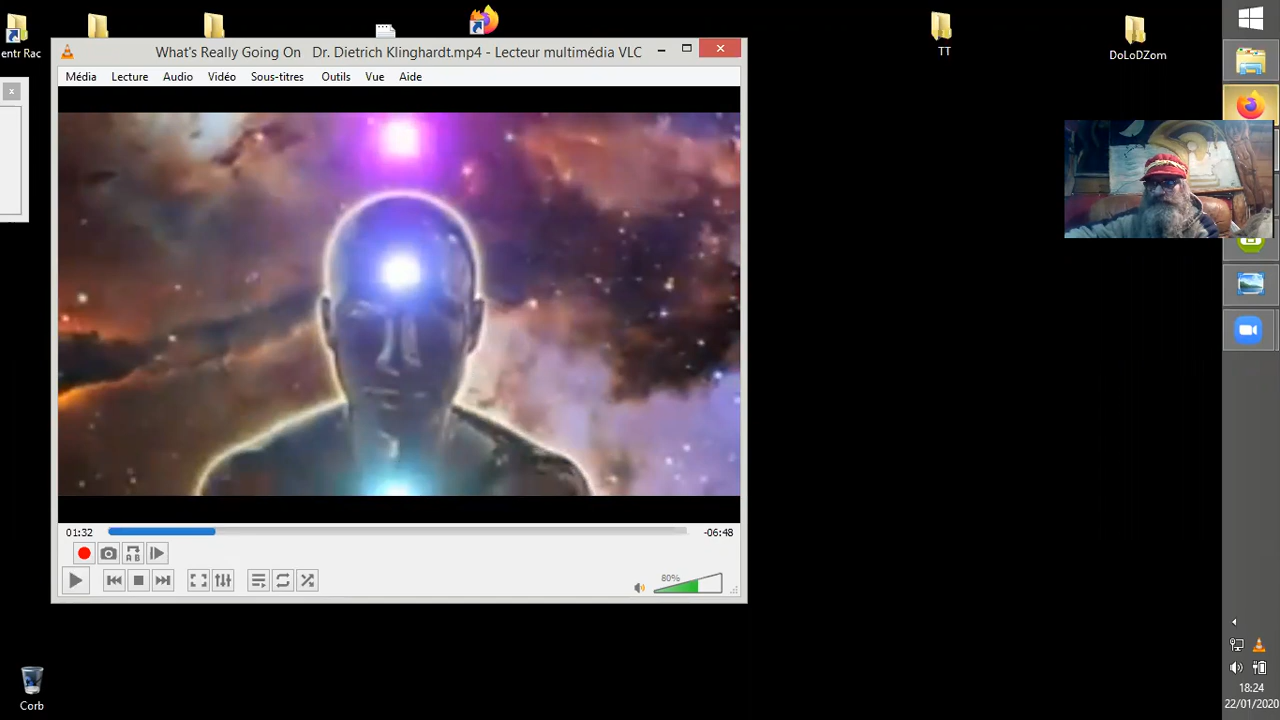 entr Rac
TT
DoLoDZom
What's Really Going On   Dr. Dietrich Klinghardt.mp4 - Lecteur multimédia VLC
Média Lecture Audio Vidéo Sous-titres Outils Vue Aide
01:32
-06:48
A B
80%
Corb
18:24
22/01/2020